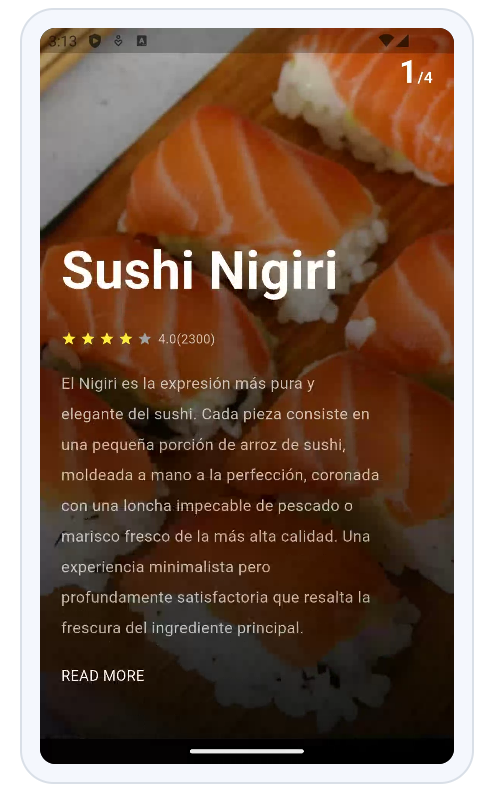 3:13
1/4
Sushi Nigiri
4.0(2300)
El Nigiri es la expresión más pura y
elegante del sushi. Cada pieza consiste en
una pequeña porción de arroz de sushi,
moldeada a mano a la perfección, coronada
con una loncha impecable de pescado o
marisco fresco de la más alta calidad. Una
experiencia minimalista pero
profundamente satisfactoria que resalta la
frescura del ingrediente principal.
READ MORE